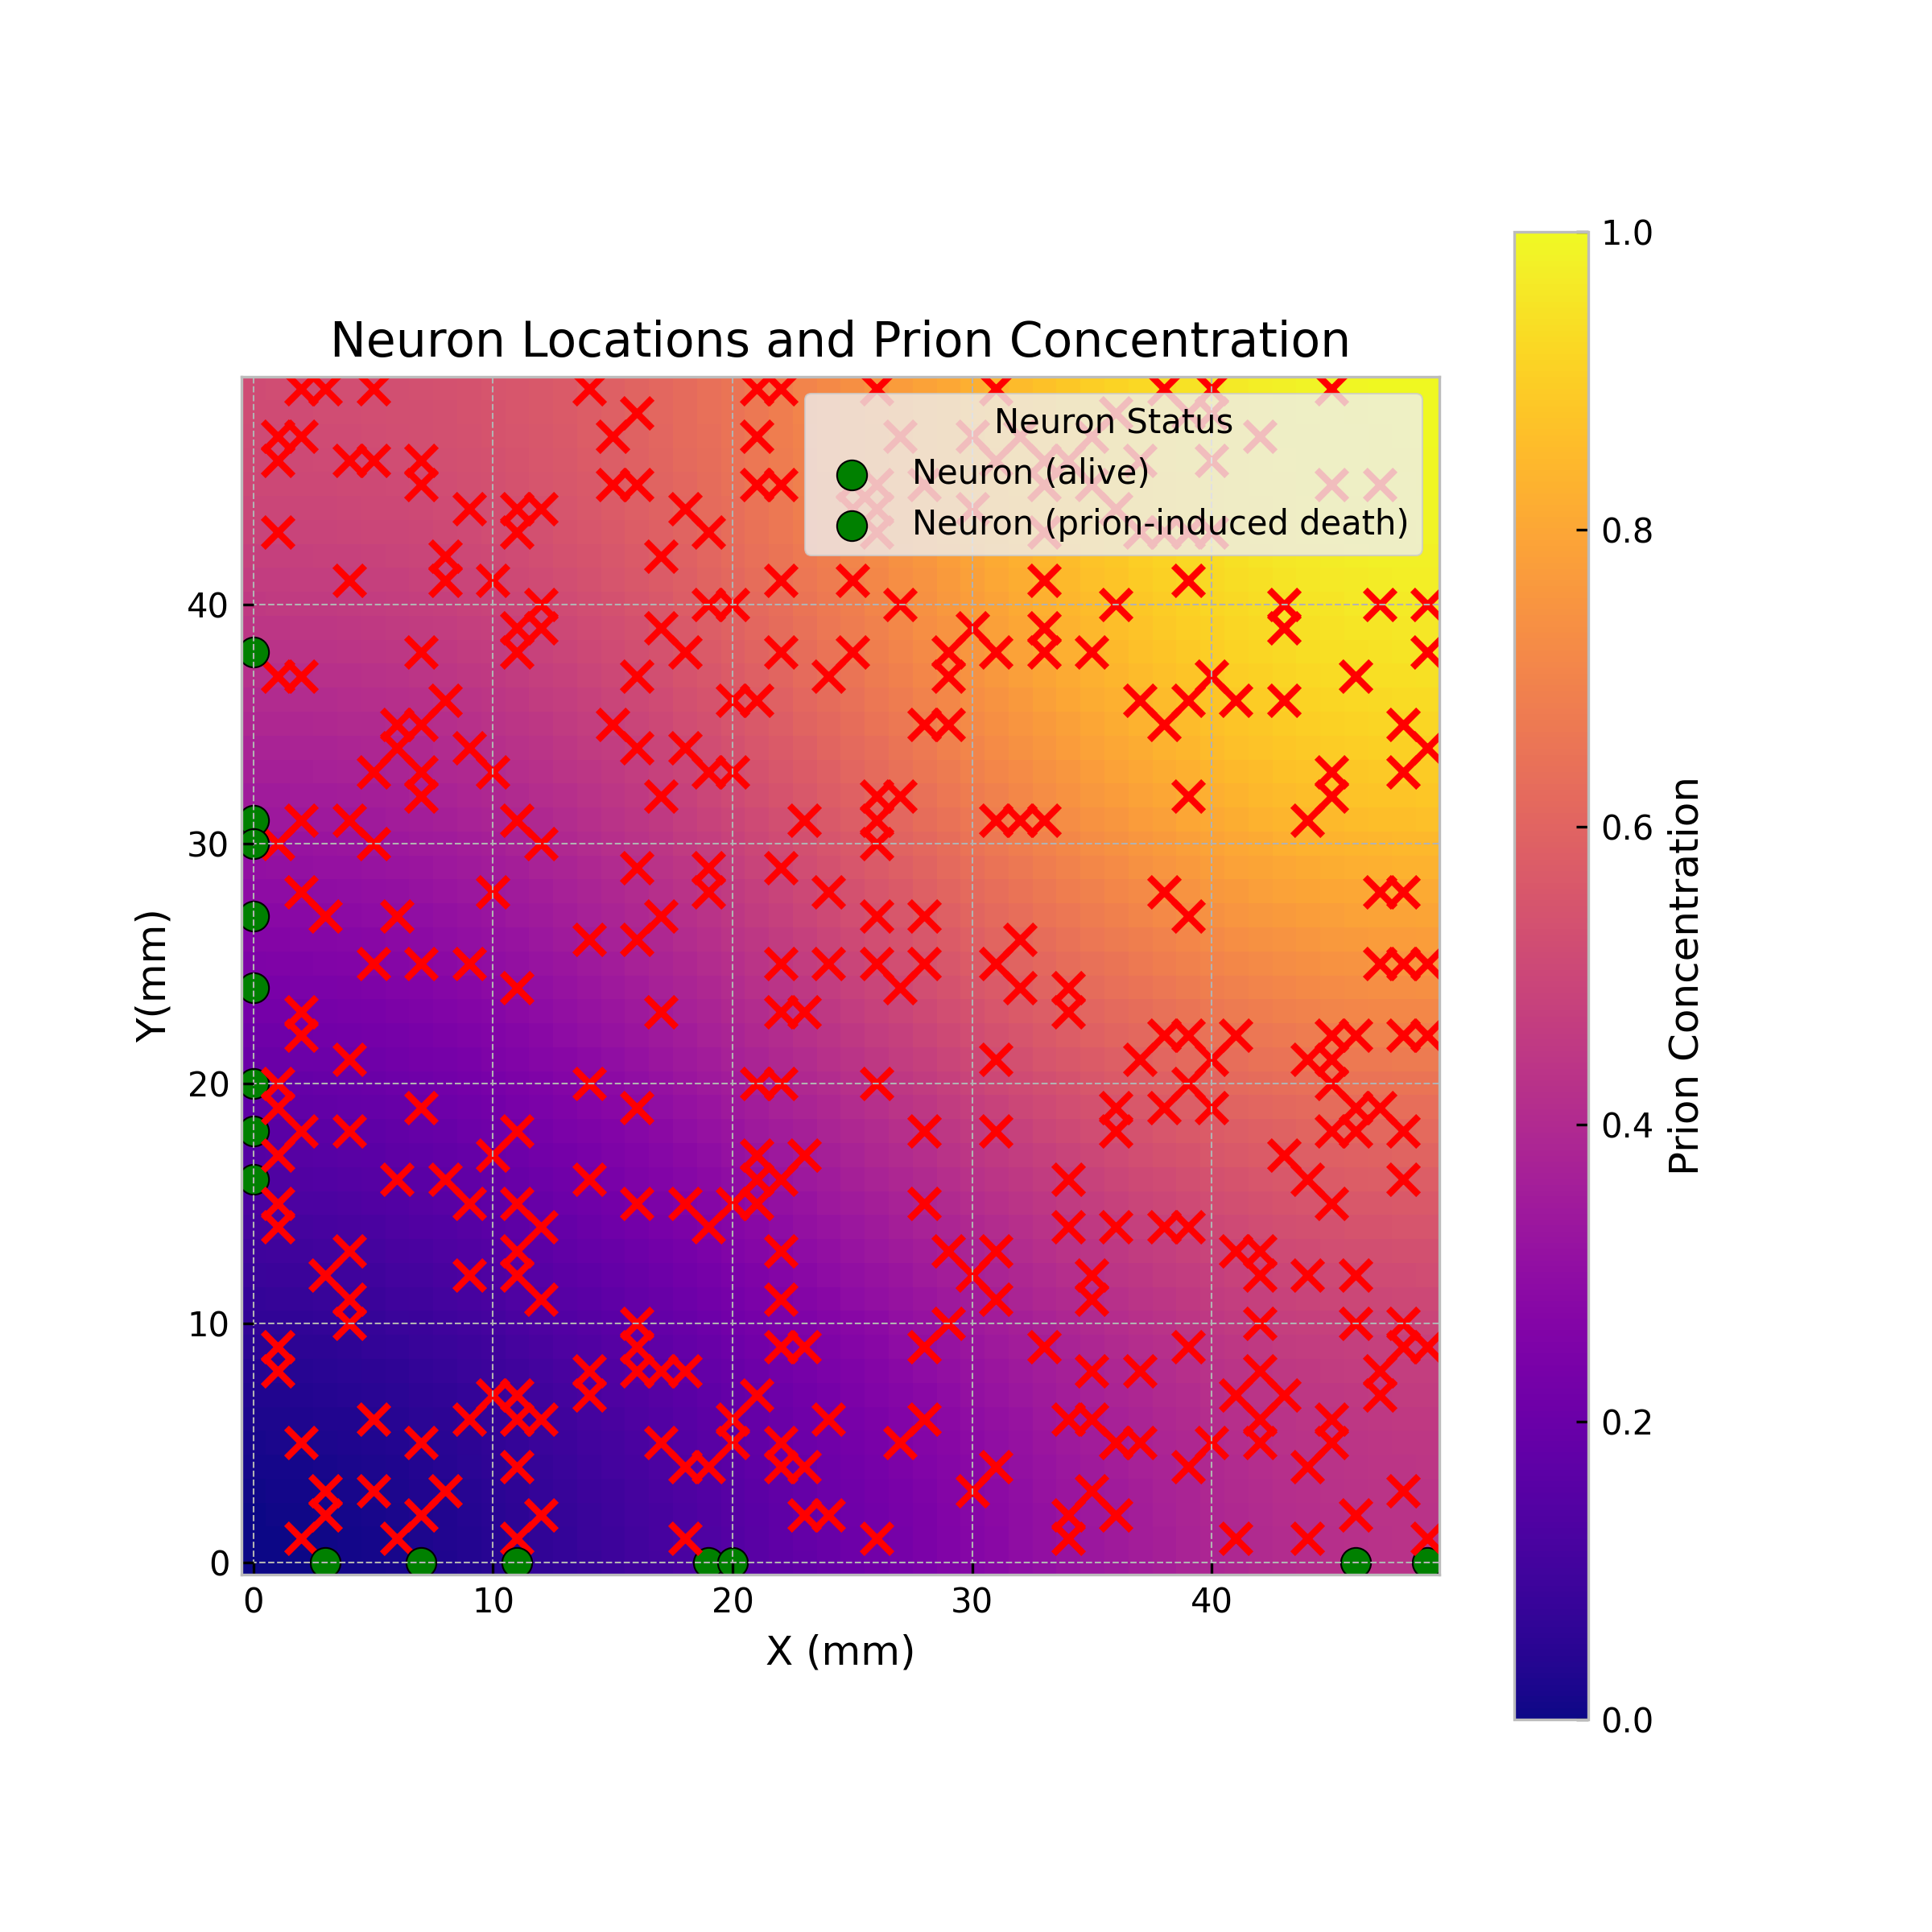 Neuron Locations and Prion Concentration
Neuron Status
Neuron (alive)
Neuron (prion-induced death)
40
30
20
10
0
Y(mm)
0 10 20 30 40
X (mm)
1.0
0.8
0.6
0.4
0.2
0.0
Prion Concentration